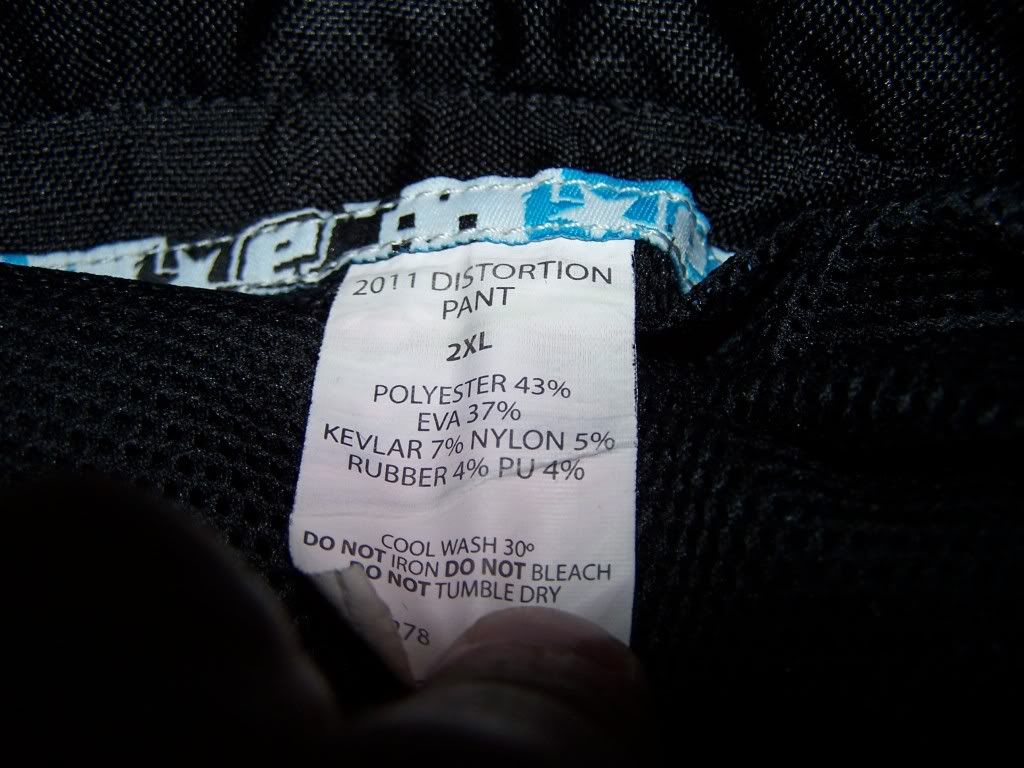 2011 DISTORTION
PANT
2XL
POLYESTER 43%
EVA 37%
KEVLAR 7% NYLON 5%
RUBBER 4% PU 4%
COOL WASH 30º
DO NOT IRON DO NOT BLEACH
DO NOT TUMBLE DRY